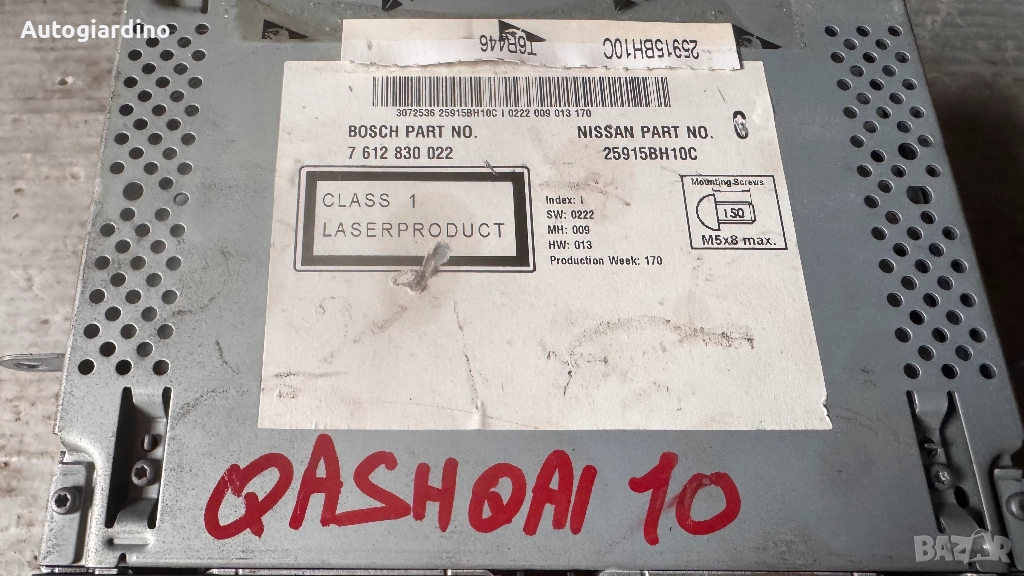 Autogiardino
25915BH10C T6R446
3072536 25915BH10C I 0222 009 013 170
BOSCH PART NO. NISSAN PART NO. G
7 612 830 022 25915BH10C
CLASS 1
LASERPRODUCT
Index: I
SW: 0222
MH: 009
HW: 013
Production Week: 170
Mounting-Screws
ISO
M5x8 max.
QASHQAI 10
BAZAR